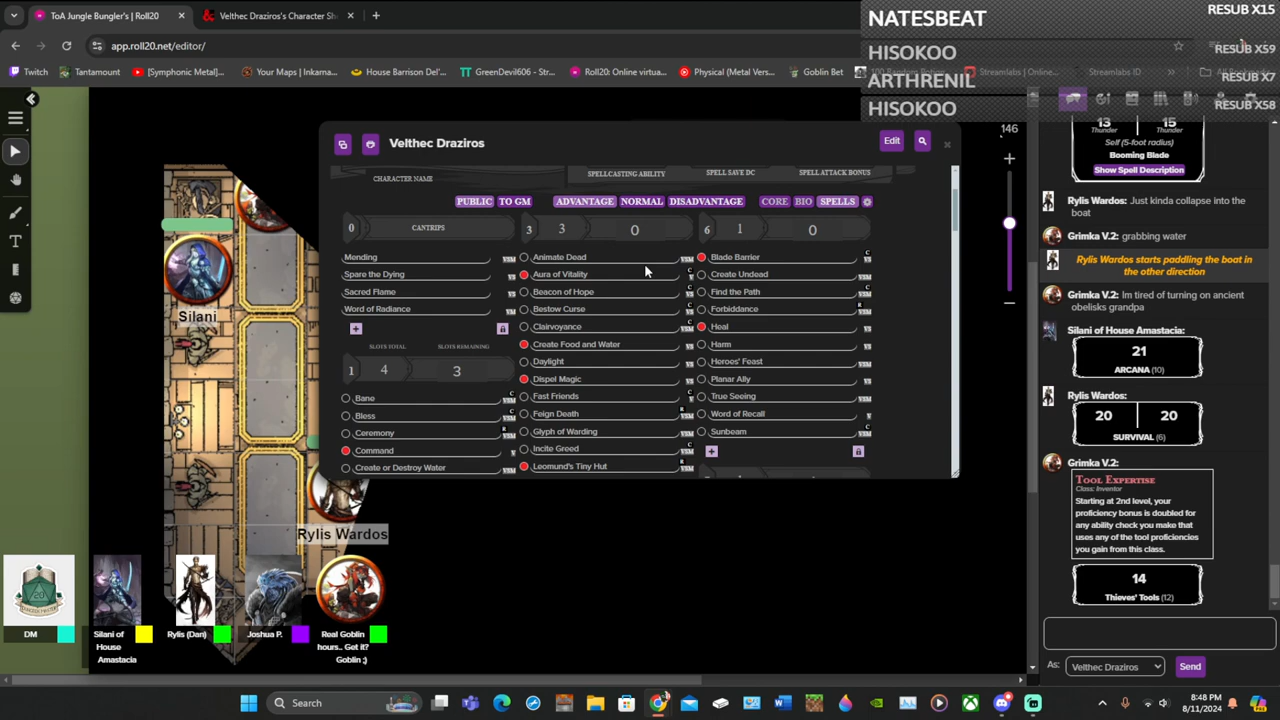 ToA Jungle Bungler's | Roll20
Velthec Draziros's Character Sh
app.roll20.net/editor/
Twitch
Tantamount
[Symphonic Metal]...
Your Maps | Inkarna...
House Barrison Del'...
GreenDevil606 - Str...
Roll20: Online virtua...
Physical (Metal Vers...
Goblin Bet
Streamlabs | Online...
Streamlabs ID
NATESBEAT
RESUB X15
HISOKOO
RESUB X59
ARTHRENIL
RESUB X7
HISOKOO
RESUB X58
146
Velthec Draziros
Edit
CHARACTER NAME
SPELLCASTING ABILITY
SPELL SAVE DC
SPELL ATTACK BONUS
PUBLIC
TO GM
ADVANTAGE
NORMAL
DISADVANTAGE
CORE
BIO
SPELLS
0
CANTRIPS
Mending
Spare the Dying
Sacred Flame
Word of Radiance
SLOTS TOTAL
SLOTS REMAINING
1
4
3
Bane
Bless
Ceremony
Command
Create or Destroy Water
3
3
0
Animate Dead
Aura of Vitality
Beacon of Hope
Bestow Curse
Clairvoyance
Create Food and Water
Daylight
Dispel Magic
Fast Friends
Feign Death
Glyph of Warding
Incite Greed
Leomund's Tiny Hut
6
1
0
Blade Barrier
Create Undead
Find the Path
Forbiddance
Heal
Harm
Heroes' Feast
Planar Ally
True Seeing
Word of Recall
Sunbeam
Silani
Rylis Wardos
DM
Silani of
House
Amastacia
Rylis (Dan)
Joshua P.
Real Goblin
hours.. Get it?
Goblin ;)
13
15
Thunder
Thunder
Self (5-foot radius)
Booming Blade
Show Spell Description
Rylis Wardos: Just kinda collapse into the
boat
Grimka V.2: grabbing water
Rylis Wardos starts paddling the boat in
the other direction
Grimka V.2: Im tired of turning on ancient
obelisks grandpa
Silani of House Amastacia:
21
ARCANA (10)
Rylis Wardos:
20
20
SURVIVAL (6)
Grimka V.2:
Tool Expertise
Class: Inventor
Starting at 2nd level, your
proficiency bonus is doubled for
any ability check you make that
uses any of the tool proficiencies
you gain from this class.
14
Thieves' Tools (12)
As:
Velthec Draziros
Send
Search
8:48 PM
8/11/2024